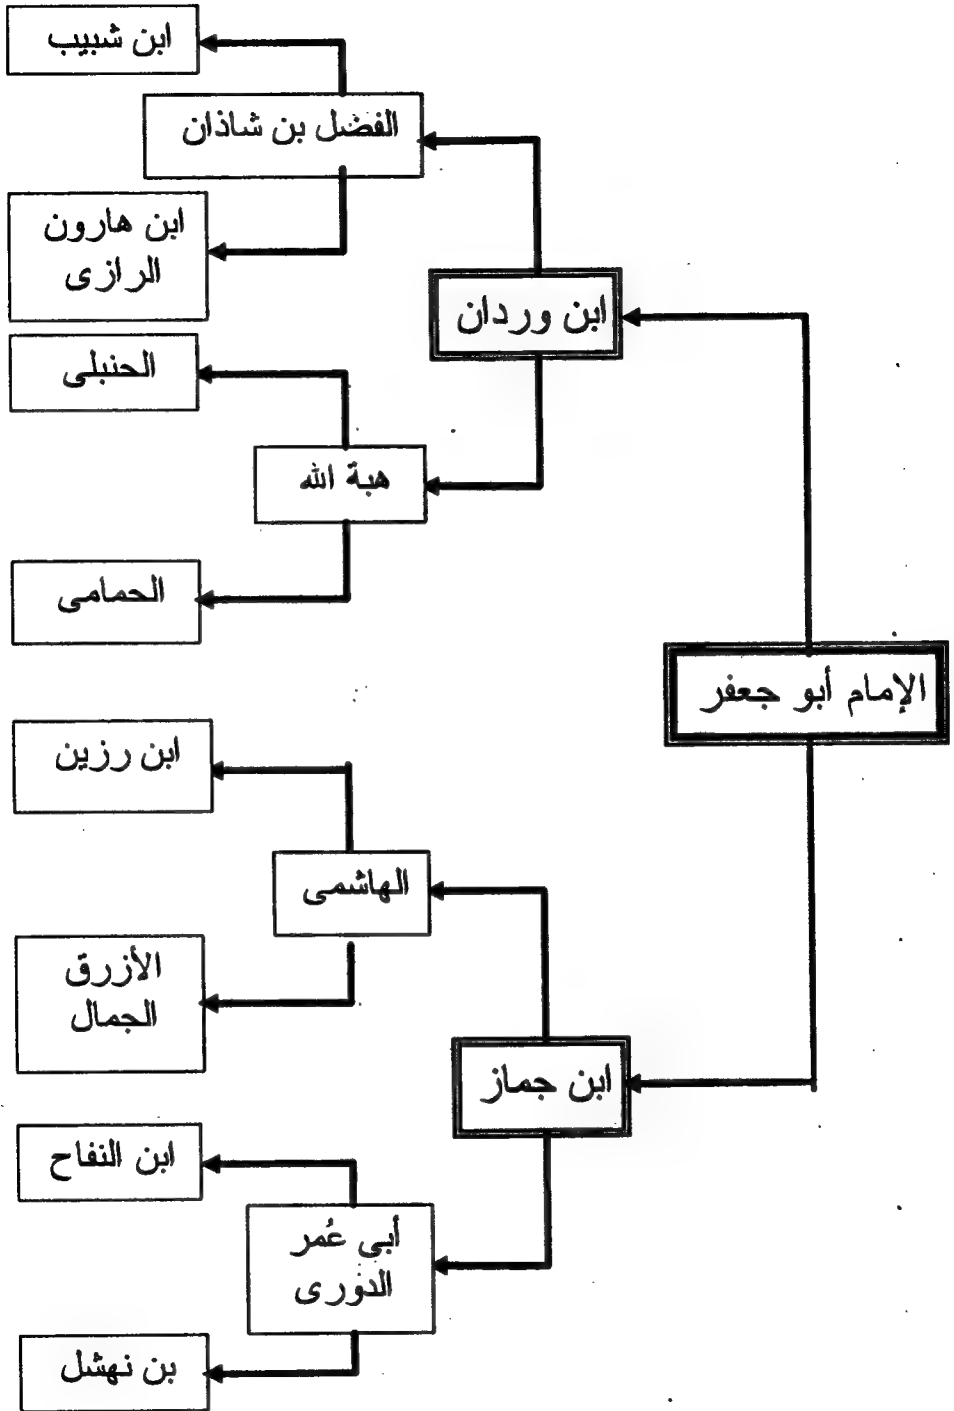 ابن شبيب
الفضل بن شاذان
ابن هارون
الرازى
ابن وردان
الحنبلى
هبة الله
الحمامى
الإمام أبو جعفر
ابن رزين
الهاشمى
الأزرق
الجمال
ابن جماز
ابن النفاح
أبي عُمر
الدورى
بن نهشل